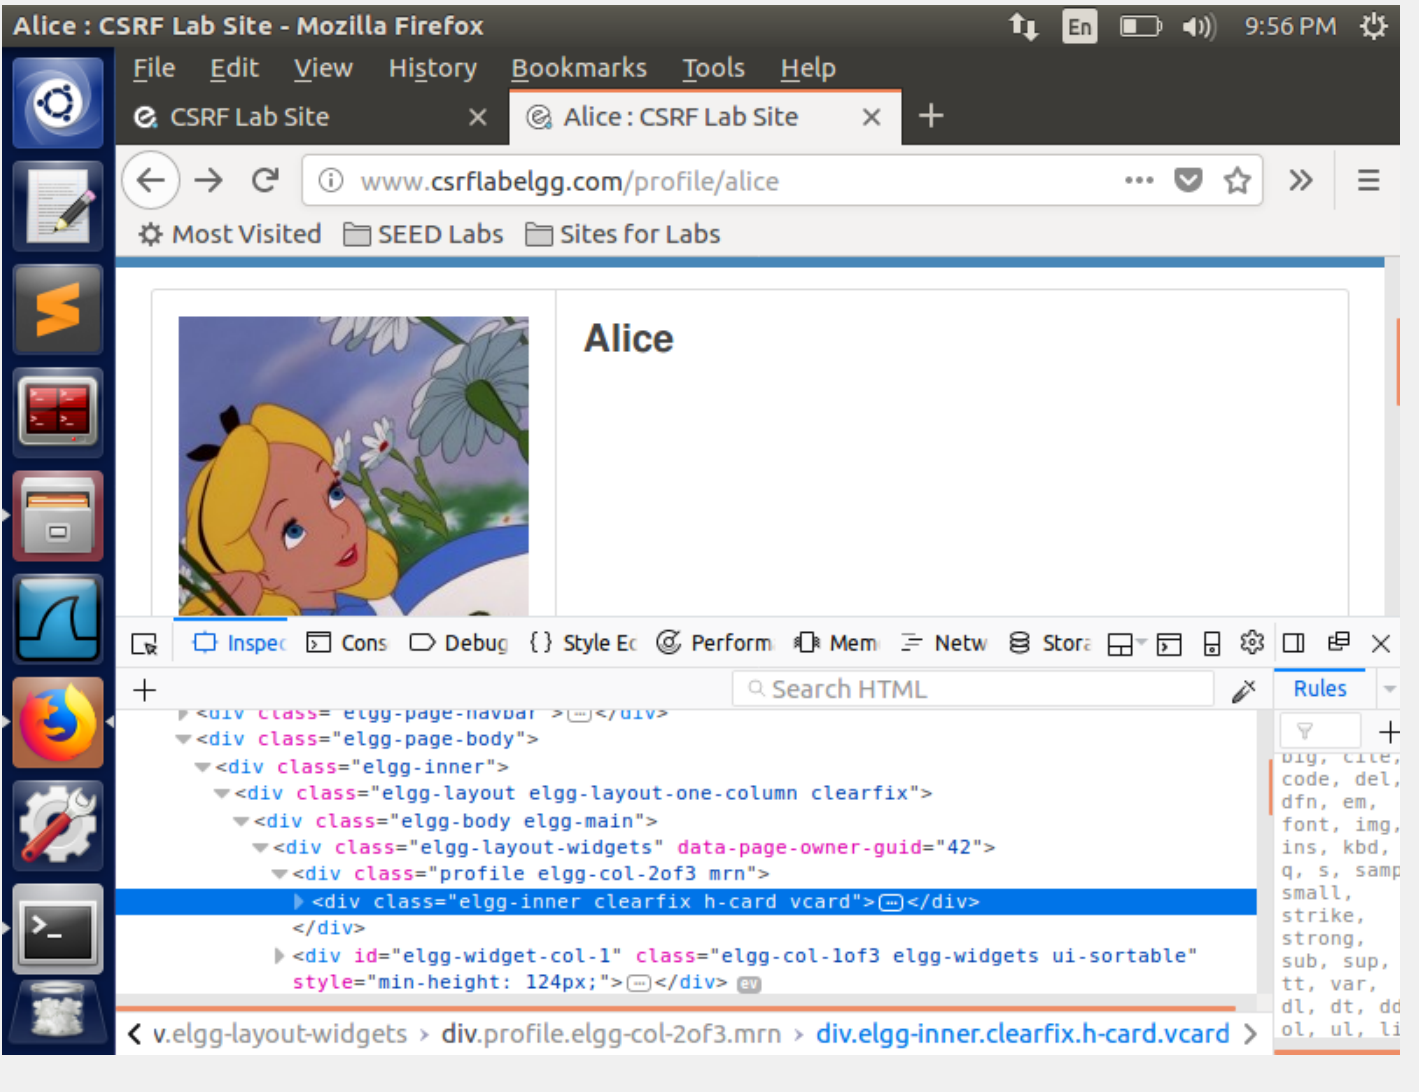 Alice : CSRF Lab Site - Mozilla Firefox
En
9:56 PM
File Edit View History Bookmarks Tools Help
CSRF Lab Site
Alice : CSRF Lab Site
www.csrflabelgg.com/profile/alice
Most Visited SEED Labs Sites for Labs
Alice
Inspec Cons Debug {} Style Ec Perform Mem Netw Stora
+ Search HTML Rules
<div class="elgg-page-navbar">…</div>
<div class="elgg-page-body">
<div class="elgg-inner">
<div class="elgg-layout elgg-layout-one-column clearfix">
<div class="elgg-body elgg-main">
<div class="elgg-layout-widgets" data-page-owner-guid="42">
<div class="profile elgg-col-2of3 mrn">
<div class="elgg-inner clearfix h-card vcard">…</div>
</div>
<div id="elgg-widget-col-1" class="elgg-col-1of3 elgg-widgets ui-sortable"
style="min-height: 124px;">…</div> ev
big, cite,
code, del,
dfn, em,
font, img,
ins, kbd,
q, s, samp
small,
strike,
strong,
sub, sup,
tt, var,
dl, dt, dd
ol, ul, li
v.elgg-layout-widgets › div.profile.elgg-col-2of3.mrn › div.elgg-inner.clearfix.h-card.vcard